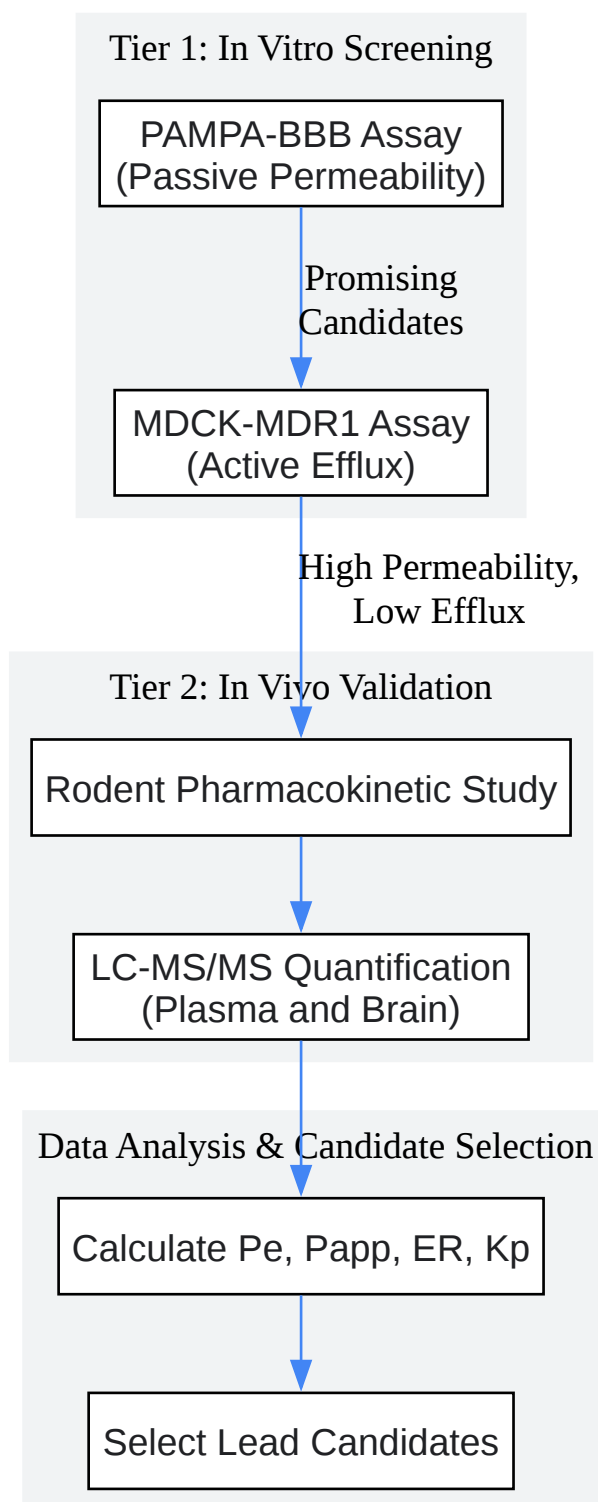 Tier 1: In Vitro Screening
PAMPA-BBB Assay
(Passive Permeability)
Promising
Candidates
MDCK-MDR1 Assay
(Active Efflux)
High Permeability,
Low Efflux
Tier 2: In Vivo Validation
Rodent Pharmacokinetic Study
LC-MS/MS Quantification
(Plasma and Brain)
Data Analysis & Candidate Selection
Calculate Pe, Papp, ER, Kp
Select Lead Candidates